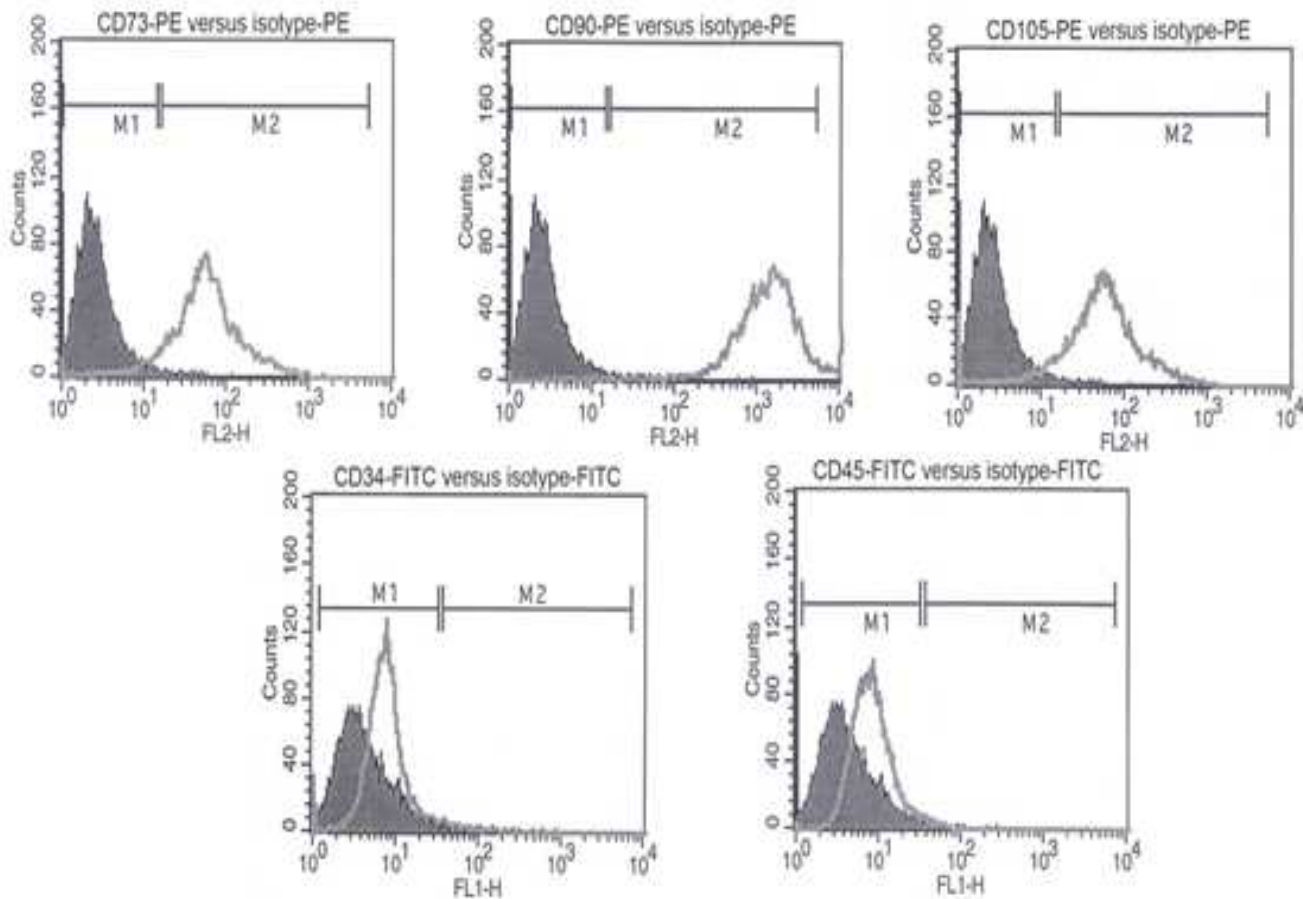 CD73-PE versus isotype-PE
200
160
120
80
40
0
Counts
M1
M2
10^0 10^1 10^2 10^3 10^4
FL2-H
CD90-PE versus isotype-PE
200
160
120
80
40
0
Counts
M1
M2
10^0 10^1 10^2 10^3 10^4
FL2-H
CD105-PE versus isotype-PE
200
160
120
80
40
0
Counts
M1
M2
10^0 10^1 10^2 10^3 10^4
FL2-H
CD34-FITC versus isotype-FITC
200
160
120
80
40
0
Counts
M1
M2
10^0 10^1 10^2 10^3 10^4
FL1-H
CD45-FITC versus isotype-FITC
200
160
120
80
40
0
Counts
M1
M2
10^0 10^1 10^2 10^3 10^4
FL1-H